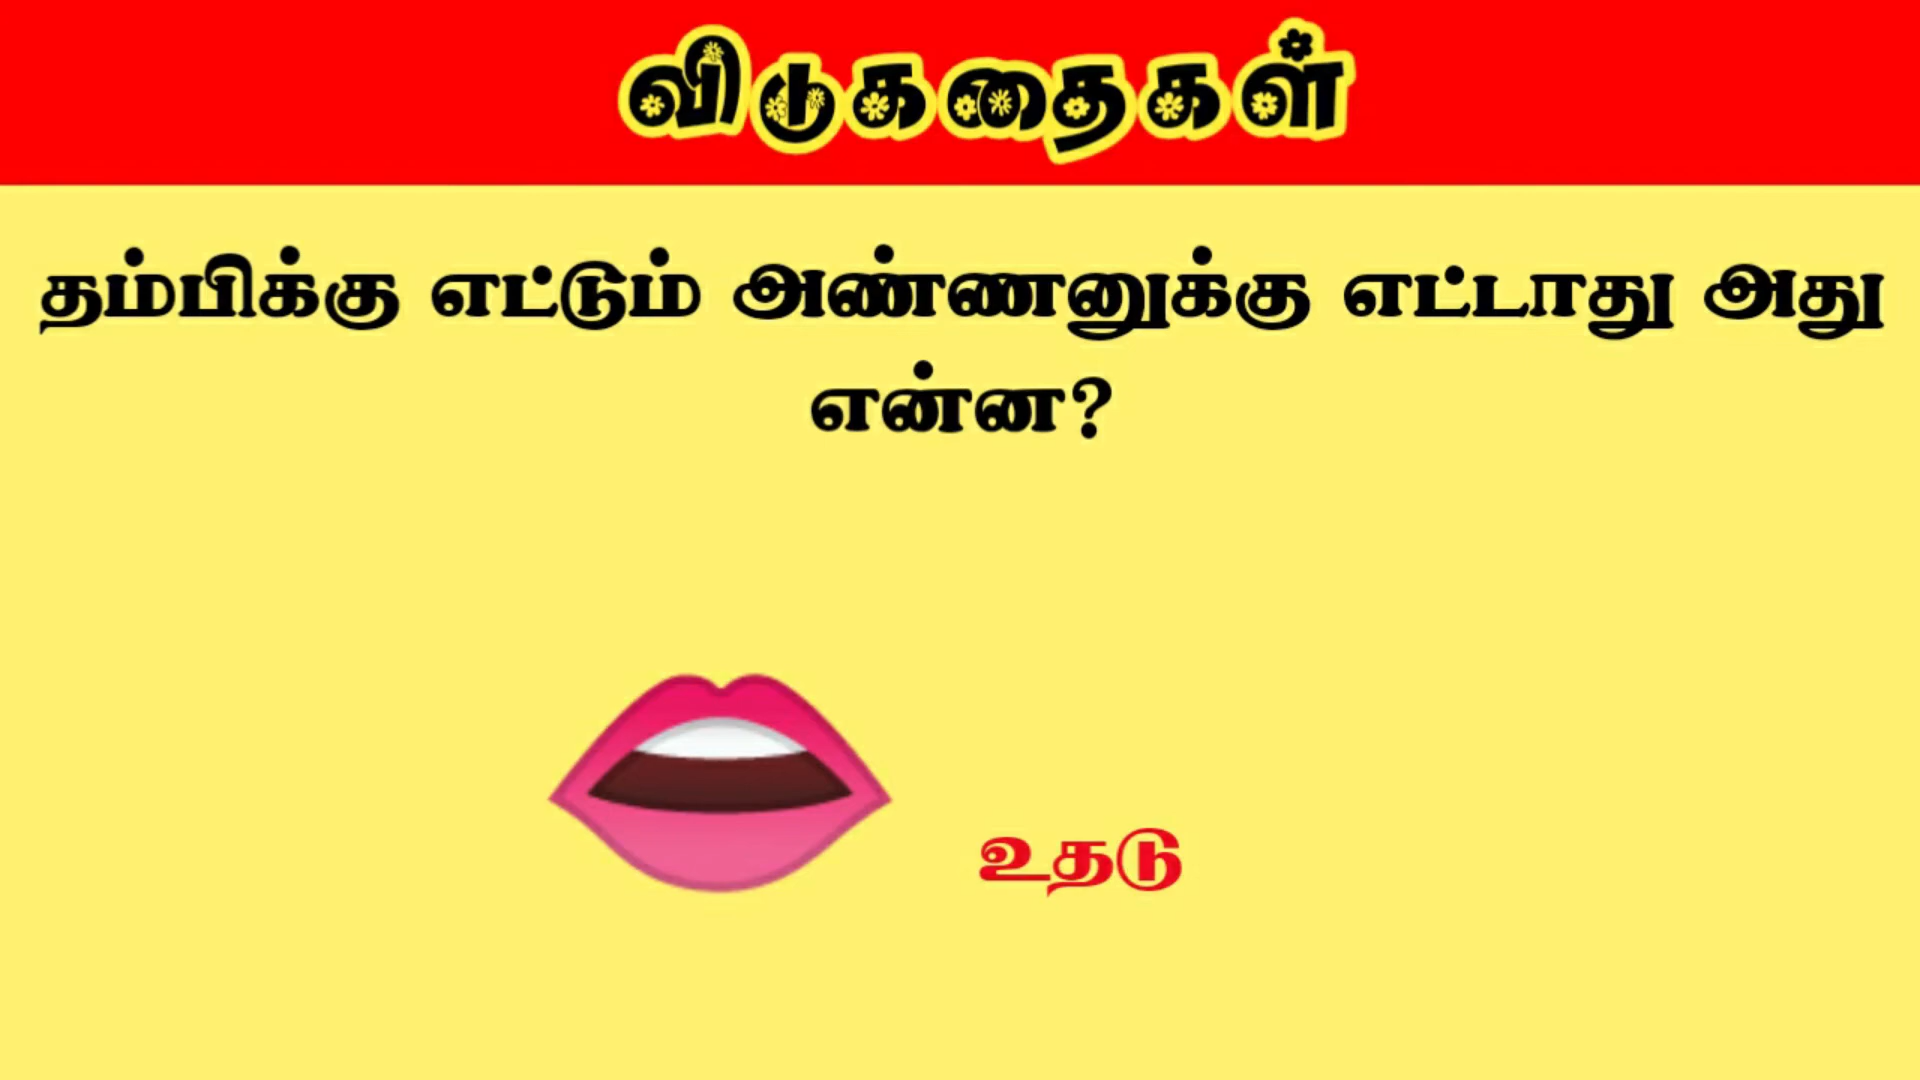 விடுகதைகள்
தம்பிக்கு எட்டும் அண்ணனுக்கு எட்டாது அது
என்ன?
உதடு